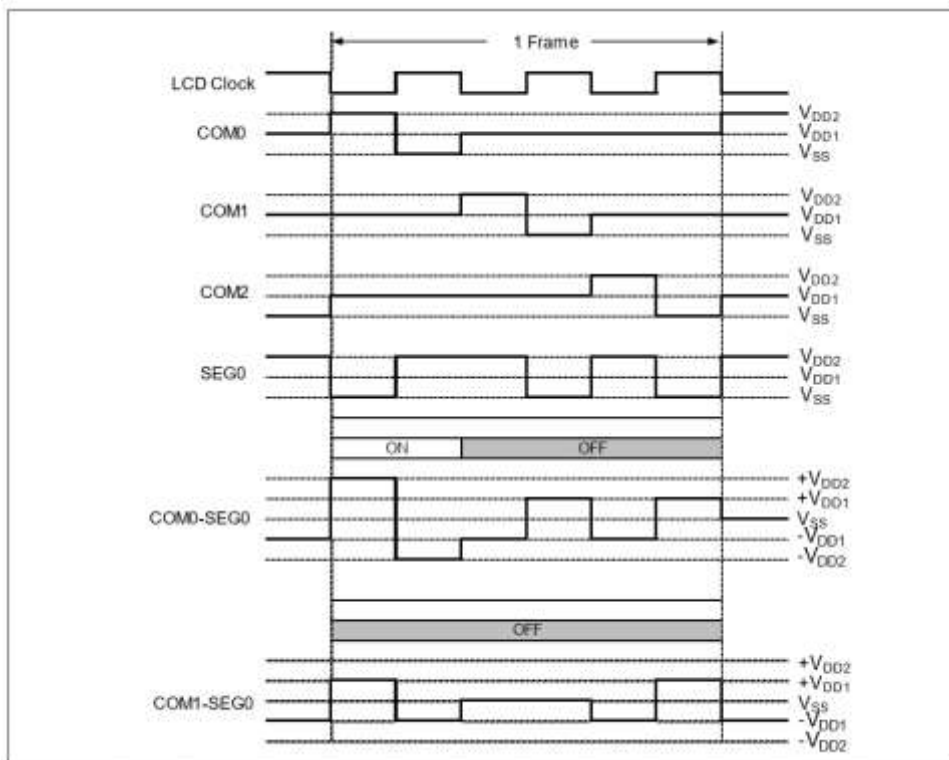 1 Frame
LCD Clock
COM0
VDD2
VDD1
VSS
COM1
VDD2
VDD1
VSS
COM2
VDD2
VDD1
VSS
SEG0
VDD2
VDD1
VSS
ON
OFF
COM0-SEG0
+VDD2
+VDD1
VSS
-VDD1
-VDD2
OFF
COM1-SEG0
+VDD2
+VDD1
VSS
-VDD1
-VDD2